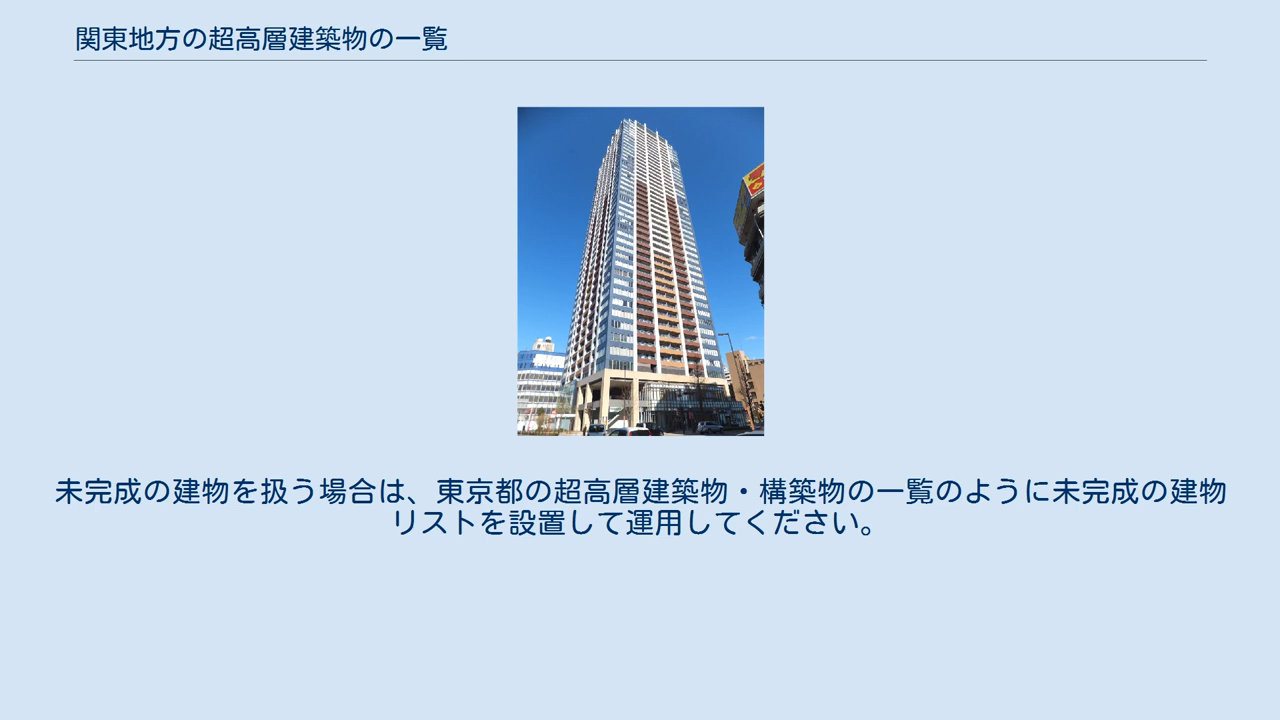 関東地方の超高層建築物の一覧
未完成の建物を扱う場合は、東京都の超高層建築物・構築物の一覧のように未完成の建物
リストを設置して運用してください。